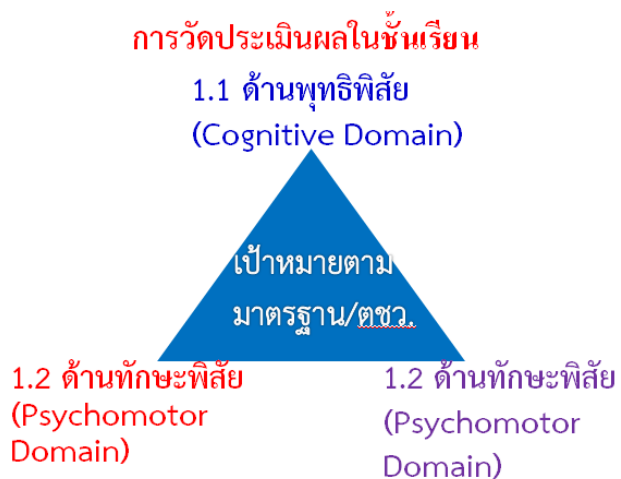 การวัดประเมินผลในชั้นเรียน
1.1 ด้านพุทธิพิสัย
(Cognitive Domain)
เป้าหมายตาม
มาตรฐาน/ตชว.
1.2 ด้านทักษะพิสัย
(Psychomotor
Domain)
1.2 ด้านทักษะพิสัย
(Psychomotor
Domain)